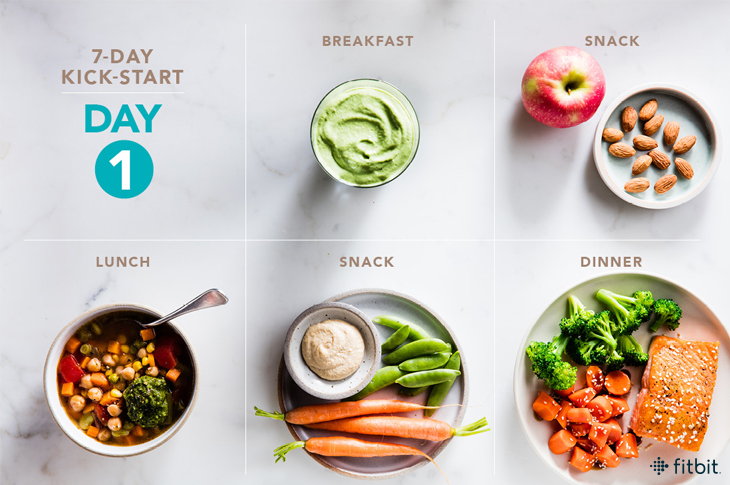 7-DAY
KICK-START
DAY
1
BREAKFAST
SNACK
LUNCH
SNACK
DINNER
fitbit